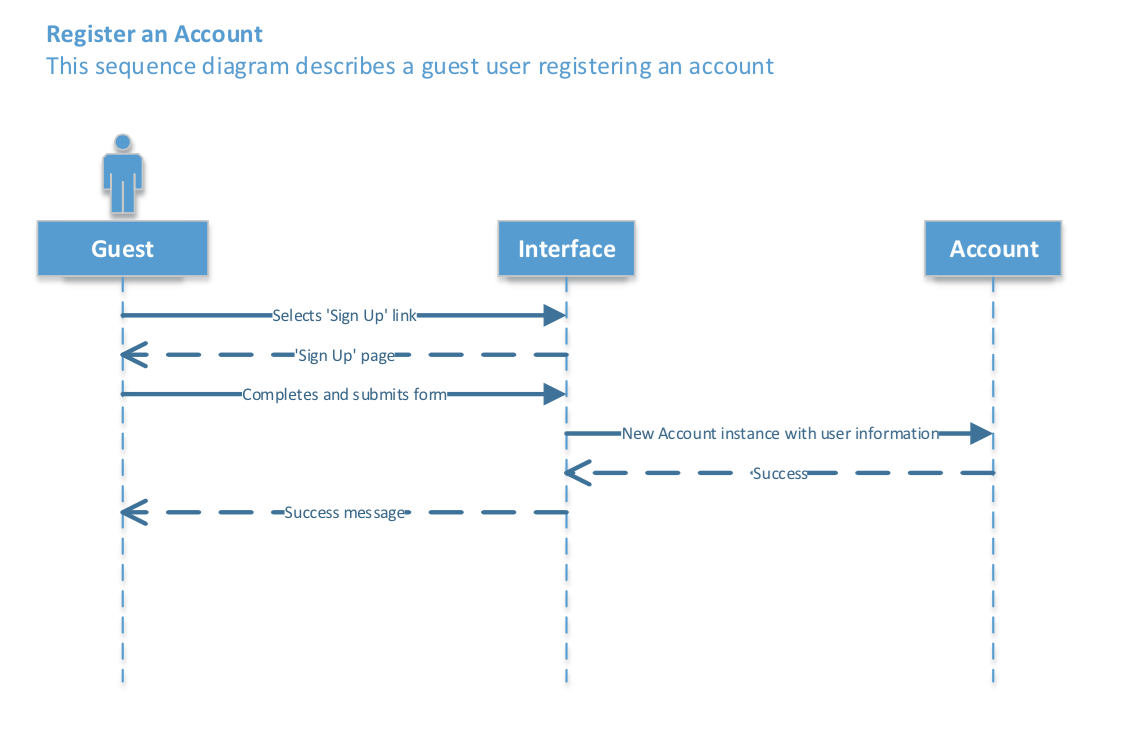 Register an Account
This sequence diagram describes a guest user registering an account
Guest
Interface
Account
Selects 'Sign Up' link
'Sign Up' page
Completes and submits form
New Account instance with user information
Success
Success message